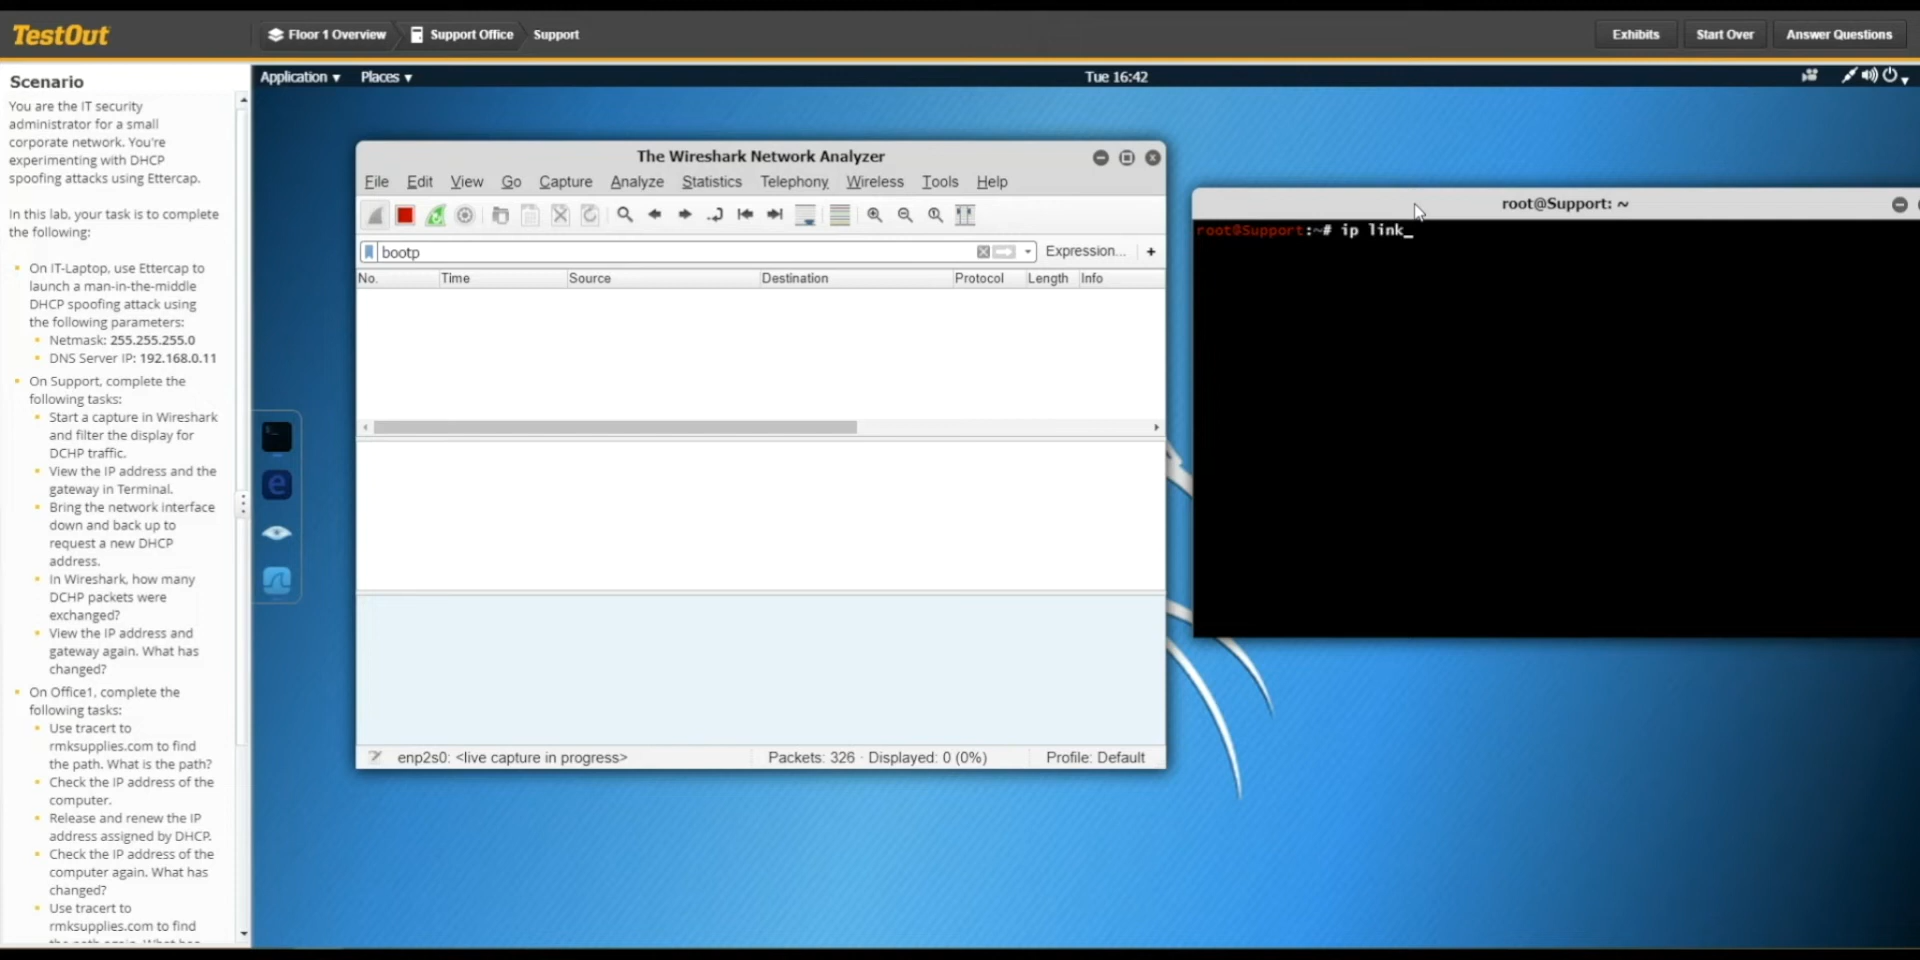 TestOut
Floor 1 Overview
Support Office
Support
Exhibits
Start Over
Answer Questions
Scenario
You are the IT security
administrator for a small
corporate network. You're
experimenting with DHCP
spoofing attacks using Ettercap.
In this lab, your task is to complete
the following:
On IT-Laptop, use Ettercap to
launch a man-in-the-middle
DHCP spoofing attack using
the following parameters:
Netmask: 255.255.255.0
DNS Server IP: 192.168.0.11
On Support, complete the
following tasks:
Start a capture in Wireshark
and filter the display for
DCHP traffic.
View the IP address and the
gateway in Terminal.
Bring the network interface
down and back up to
request a new DHCP
address.
In Wireshark, how many
DCHP packets were
exchanged?
View the IP address and
gateway again. What has
changed?
On Office1, complete the
following tasks:
Use tracert to
rmksupplies.com to find
the path. What is the path?
Check the IP address of the
computer.
Release and renew the IP
address assigned by DHCP.
Check the IP address of the
computer again. What has
changed?
Use tracert to
rmksupplies.com to find
the path again. What has
Application Places Tue 16:42
The Wireshark Network Analyzer
File Edit View Go Capture Analyze Statistics Telephony Wireless Tools Help
bootp Expression... +
No. Time Source Destination Protocol Length Info
enp2s0: <live capture in progress> Packets: 326 · Displayed: 0 (0%) Profile: Default
root@Support: ~
root@Support:~# ip link_